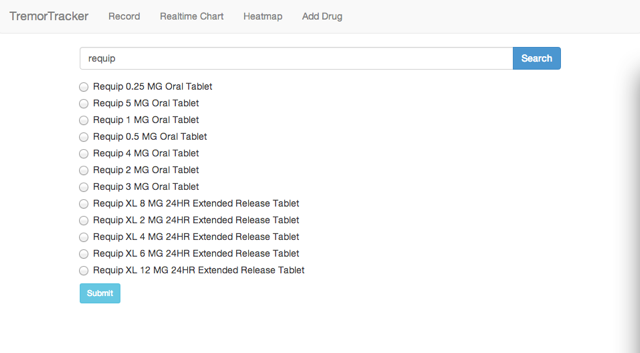 TremorTracker Record Realtime Chart Heatmap Add Drug
requip Search
Requip 0.25 MG Oral Tablet
Requip 5 MG Oral Tablet
Requip 1 MG Oral Tablet
Requip 0.5 MG Oral Tablet
Requip 4 MG Oral Tablet
Requip 2 MG Oral Tablet
Requip 3 MG Oral Tablet
Requip XL 8 MG 24HR Extended Release Tablet
Requip XL 2 MG 24HR Extended Release Tablet
Requip XL 4 MG 24HR Extended Release Tablet
Requip XL 6 MG 24HR Extended Release Tablet
Requip XL 12 MG 24HR Extended Release Tablet
Submit